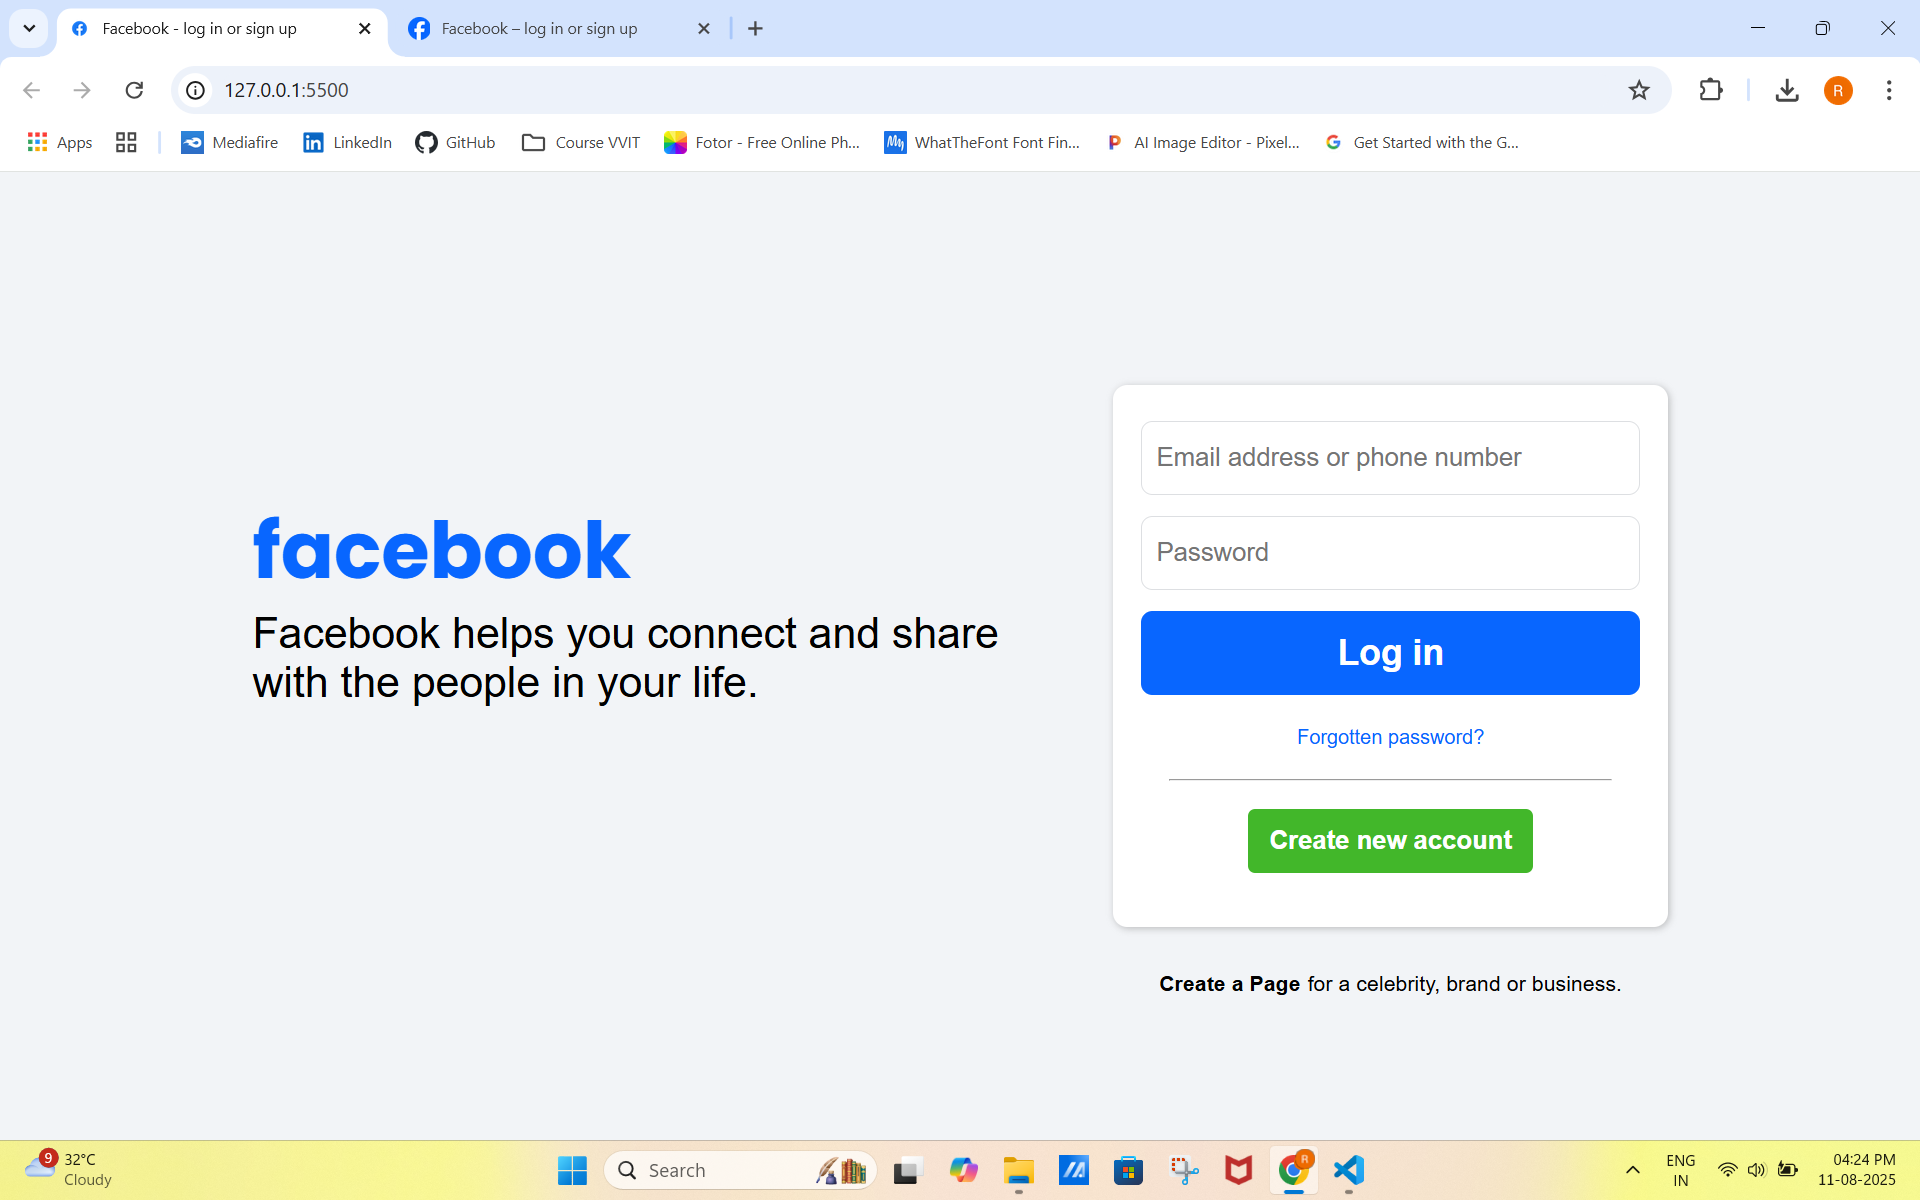 Facebook - log in or sign up
Facebook – log in or sign up
127.0.0.1:5500
R
Apps
Mediafire
LinkedIn
GitHub
Course VVIT
Fotor - Free Online Ph...
WhatTheFont Font Fin...
AI Image Editor - Pixel...
Get Started with the G...
facebook
Facebook helps you connect and share
with the people in your life.
Email address or phone number
Password
Log in
Forgotten password?
Create new account
Create a Page for a celebrity, brand or business.
9
32°C
Cloudy
Search
R
ENG
IN
04:24 PM
11-08-2025